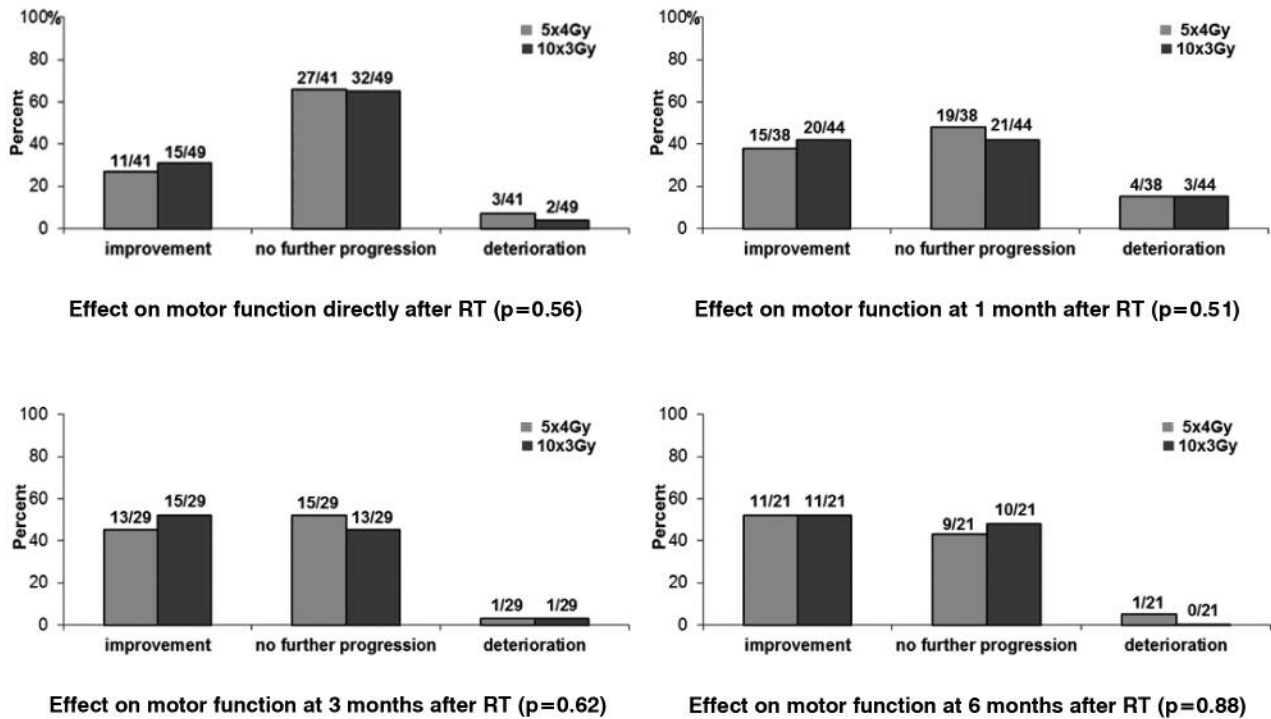 100%
80
60
40
20
0
Percent
5x4Gy
10x3Gy
11/41 15/49
27/41 32/49
3/41 2/49
improvement no further progression deterioration
Effect on motor function directly after RT (p=0.56)
100%
80
60
40
20
0
Percent
5x4Gy
10x3Gy
15/38 20/44
19/38 21/44
4/38 3/44
improvement no further progression deterioration
Effect on motor function at 1 month after RT (p=0.51)
100
80
60
40
20
0
Percent
5x4Gy
10x3Gy
13/29 15/29
15/29 13/29
1/29 1/29
improvement no further progression deterioration
Effect on motor function at 3 months after RT (p=0.62)
100
80
60
40
20
0
Percent
5x4Gy
10x3Gy
11/21 11/21
9/21 10/21
1/21 0/21
improvement no further progression deterioration
Effect on motor function at 6 months after RT (p=0.88)